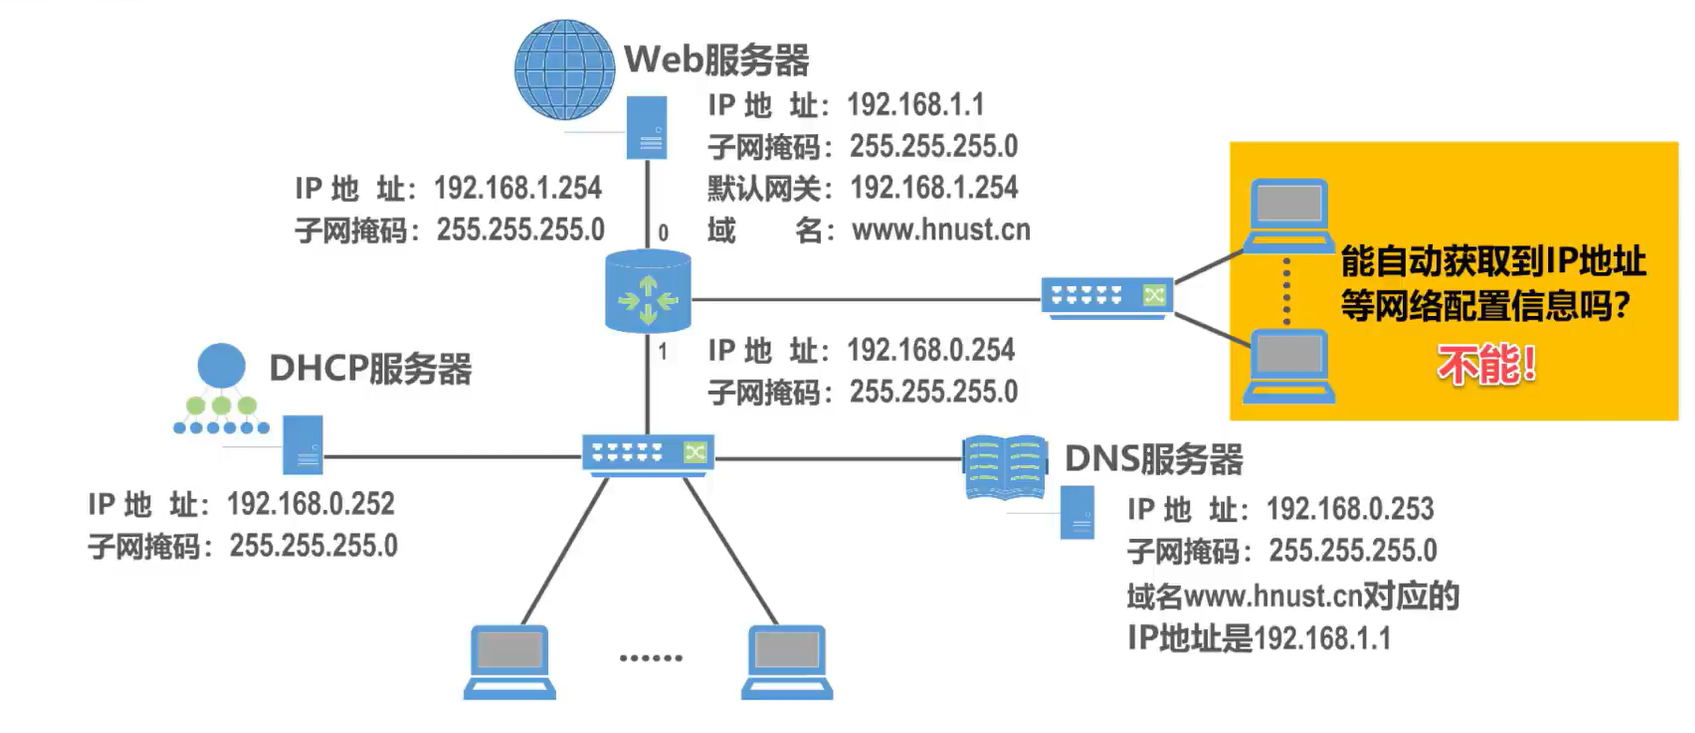 Web服务器
IP 地 址：192.168.1.1
子网掩码：255.255.255.0
默认网关：192.168.1.254
域 名：www.hnust.cn
IP 地 址：192.168.1.254
子网掩码：255.255.255.0
0
1
IP 地 址：192.168.0.254
子网掩码：255.255.255.0
能自动获取到IP地址
等网络配置信息吗？
不能！
DHCP服务器
IP 地 址：192.168.0.252
子网掩码：255.255.255.0
DNS服务器
IP 地 址：192.168.0.253
子网掩码：255.255.255.0
域名www.hnust.cn对应的
IP地址是192.168.1.1